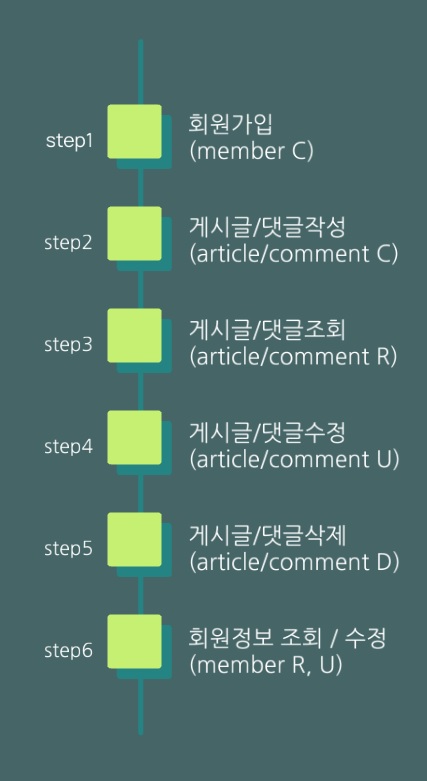 step1
회원가입
(member C)
step2
게시글/댓글작성
(article/comment C)
step3
게시글/댓글조회
(article/comment R)
step4
게시글/댓글수정
(article/comment U)
step5
게시글/댓글삭제
(article/comment D)
step6
회원정보 조회 / 수정
(member R, U)